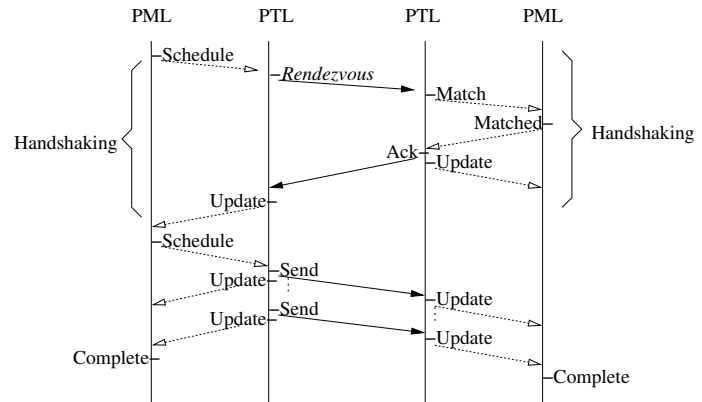 PML PTL PTL PML
Schedule
Rendezvous
Match
Matched
Handshaking Handshaking
Ack
Update
Update
Schedule
Send
Update
Update
Send
Update
Update
Complete
Complete